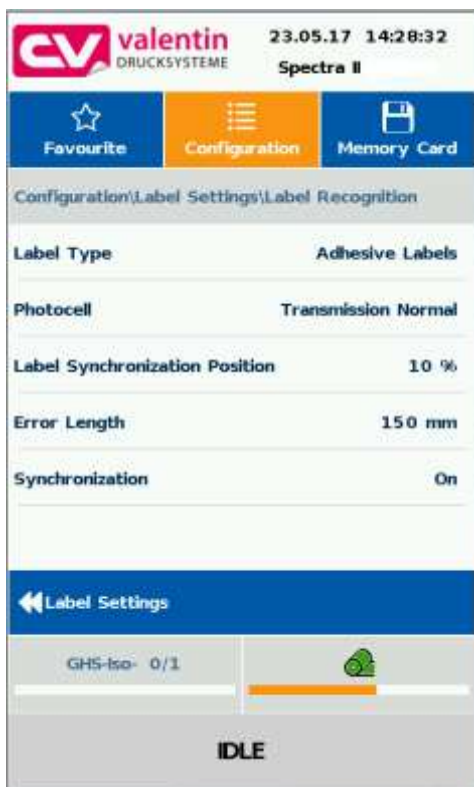 CV valentin
DRUCKSYSTEME
23.05.17 14:28:32
Spectra II
Favourite
Configuration
Memory Card
Configuration\Label Settings\Label Recognition
Label Type Adhesive Labels
Photocell Transmission Normal
Label Synchronization Position 10 %
Error Length 150 mm
Synchronization On
Label Settings
GHS-Iso- 0/1
IDLE